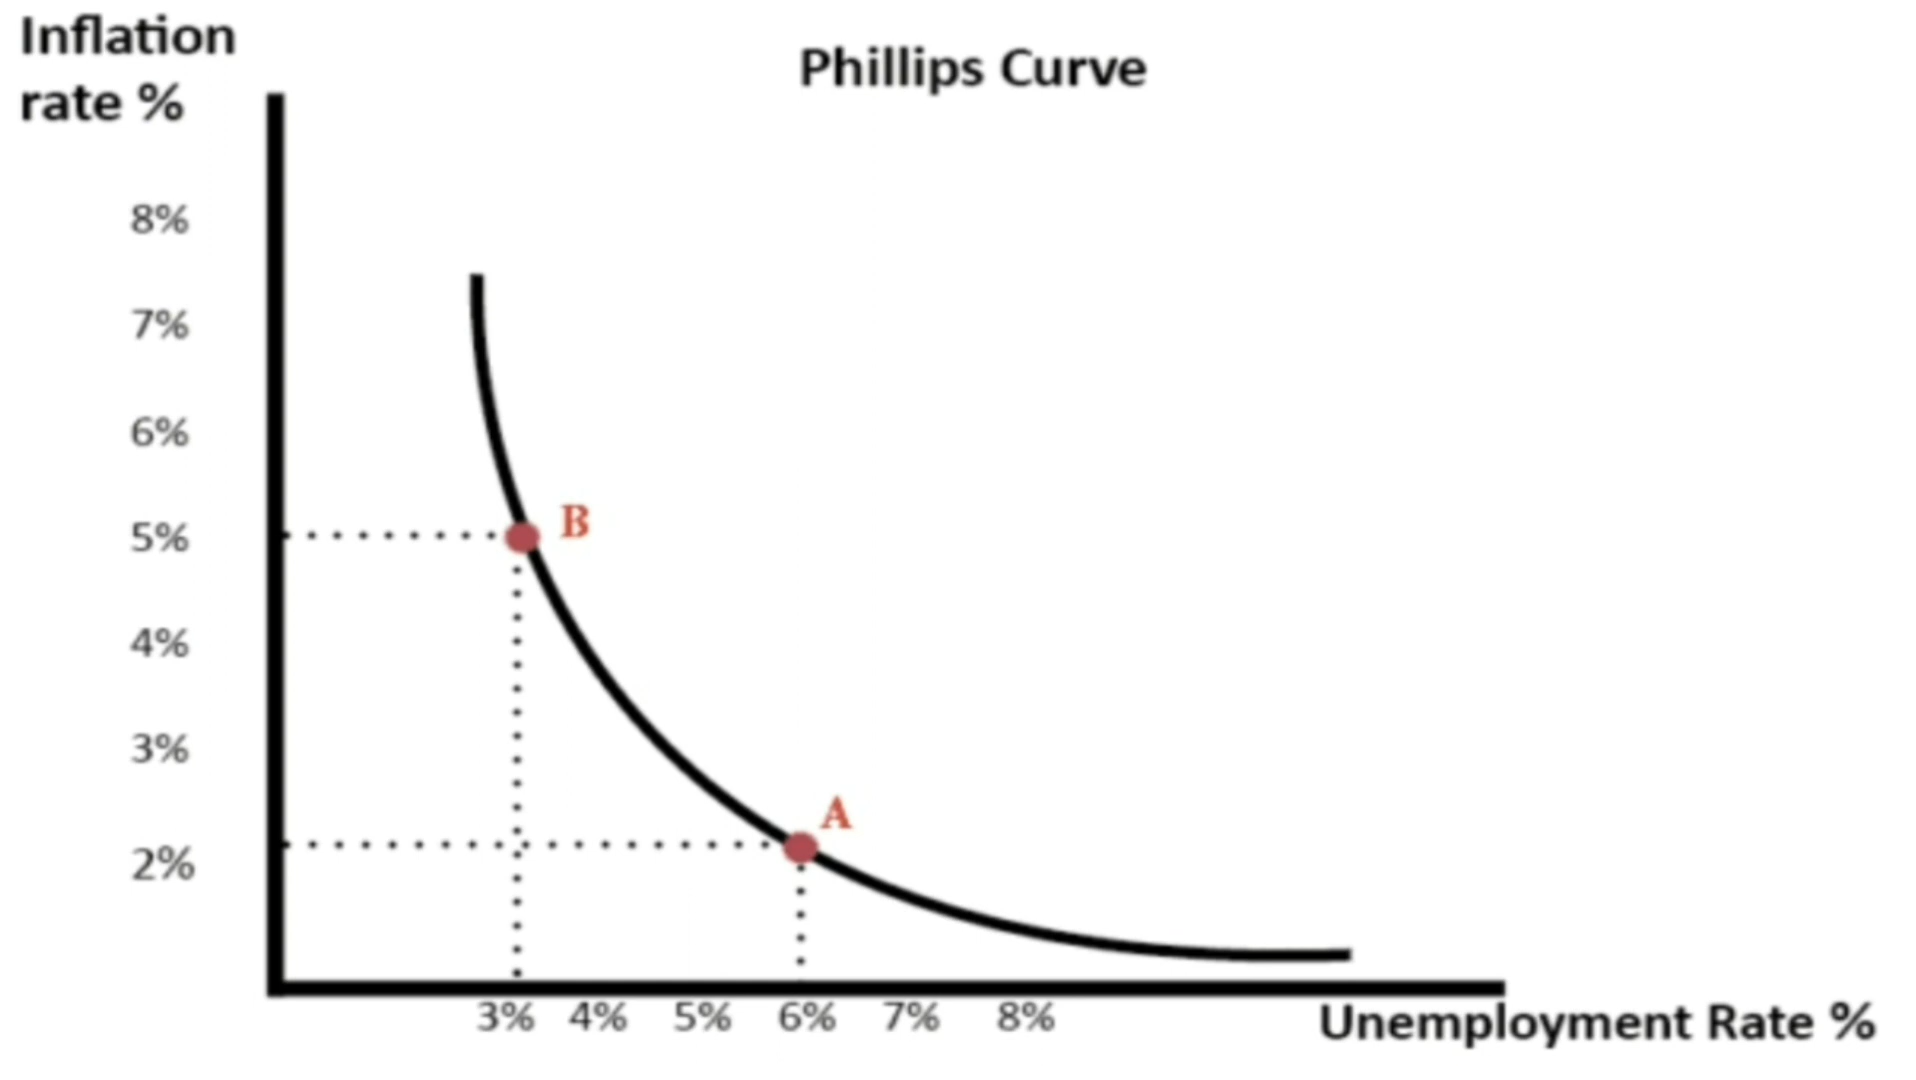 Inflation
rate %
Phillips Curve
8%
7%
6%
5%
4%
3%
2%
B
A
3% 4% 5% 6% 7% 8%
Unemployment Rate %